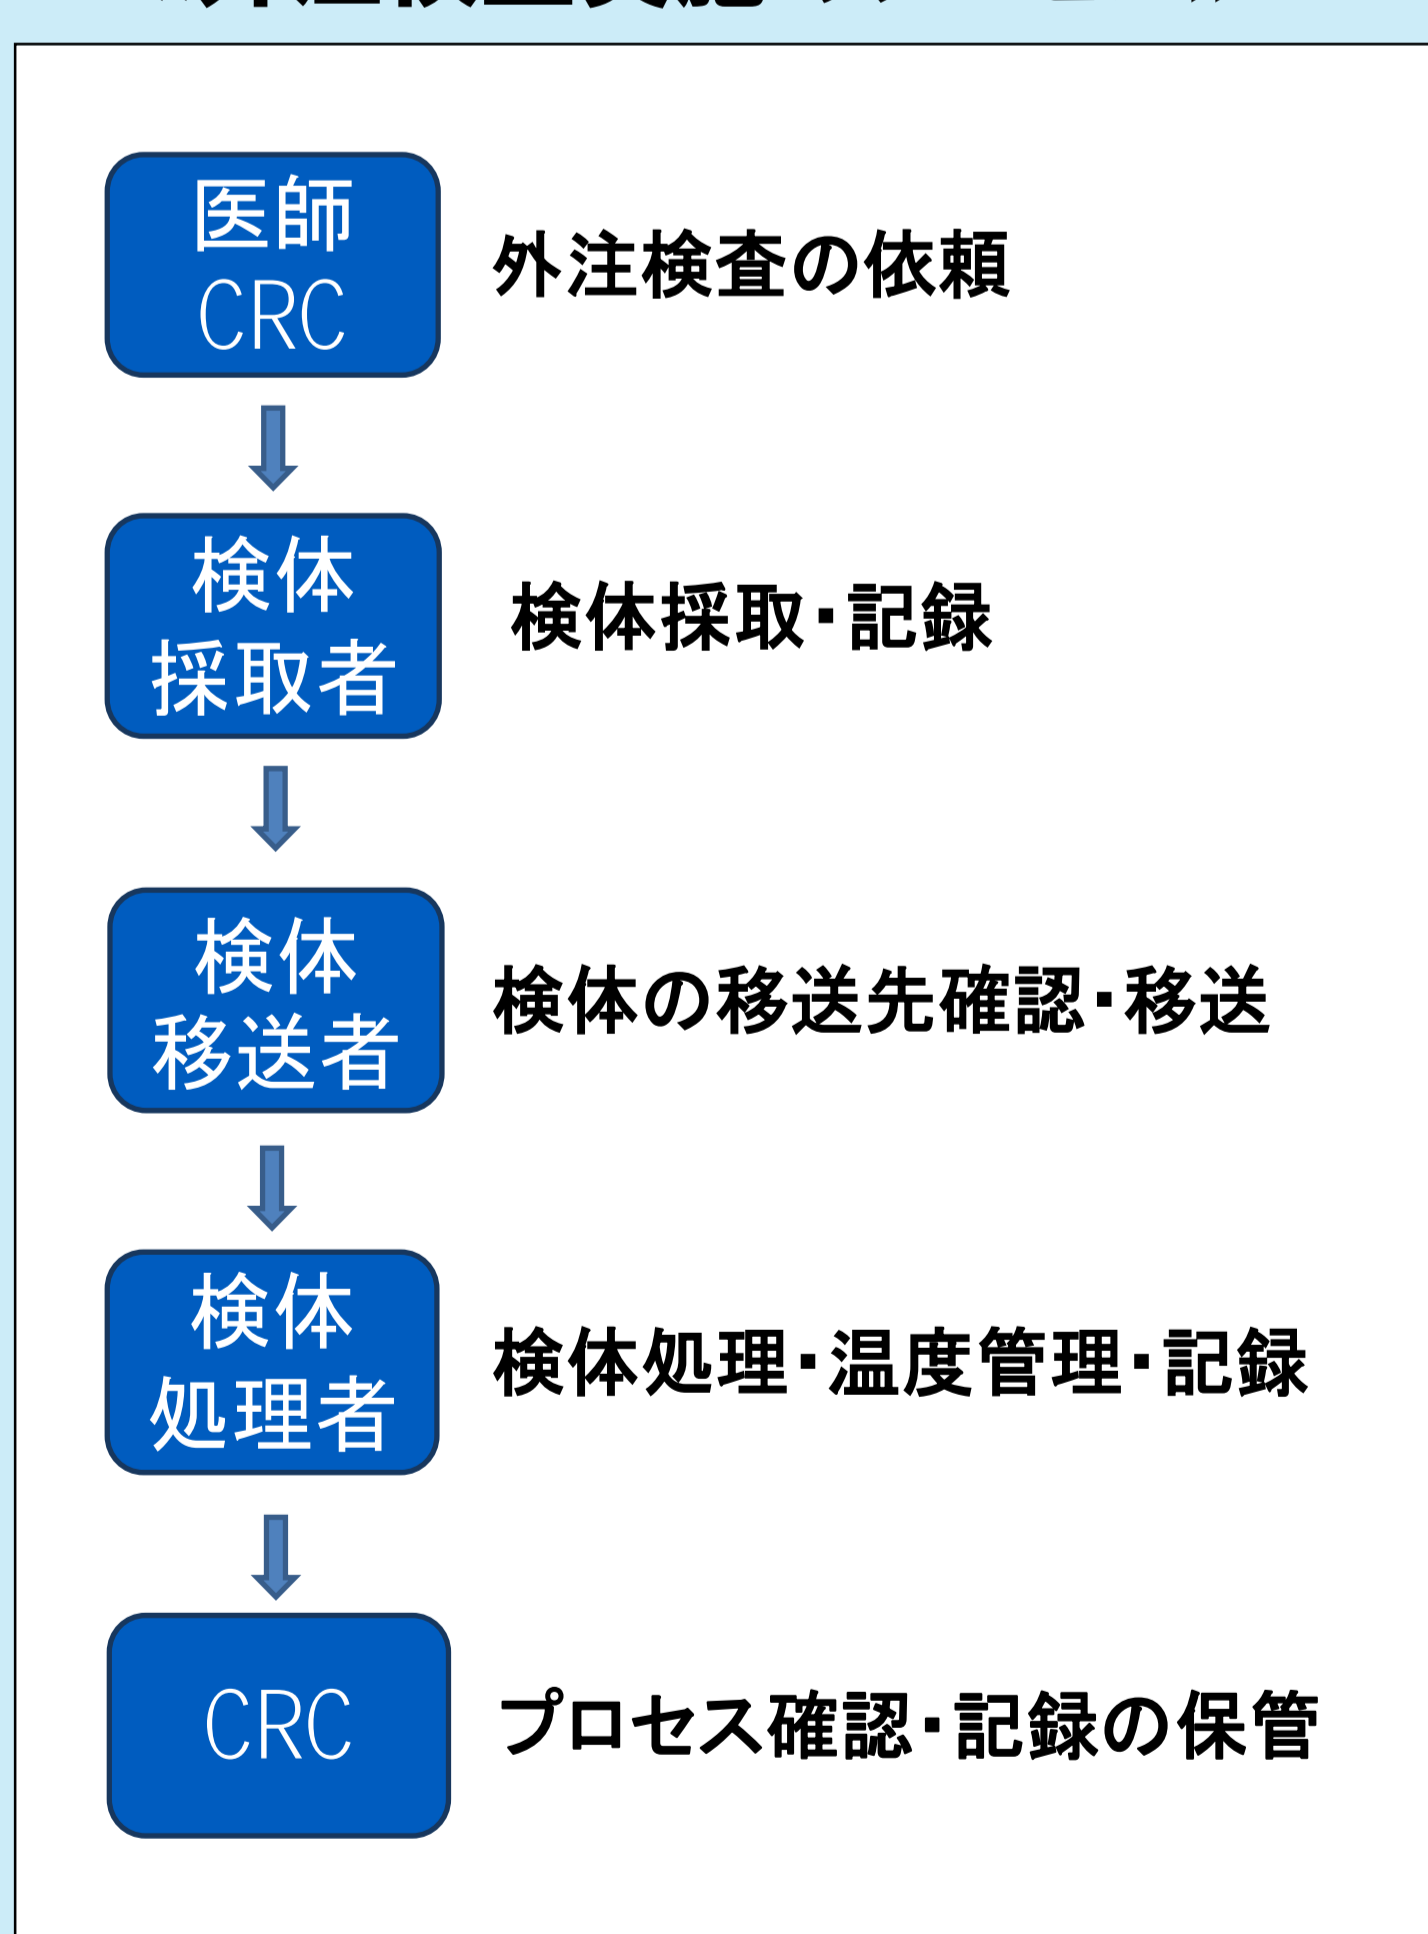 医師
CRC
外注検査の依頼
検体
採取者
検体採取・記録
検体
移送者
検体の移送先確認・移送
検体
処理者
検体処理・温度管理・記録
CRC
プロセス確認・記録の保管